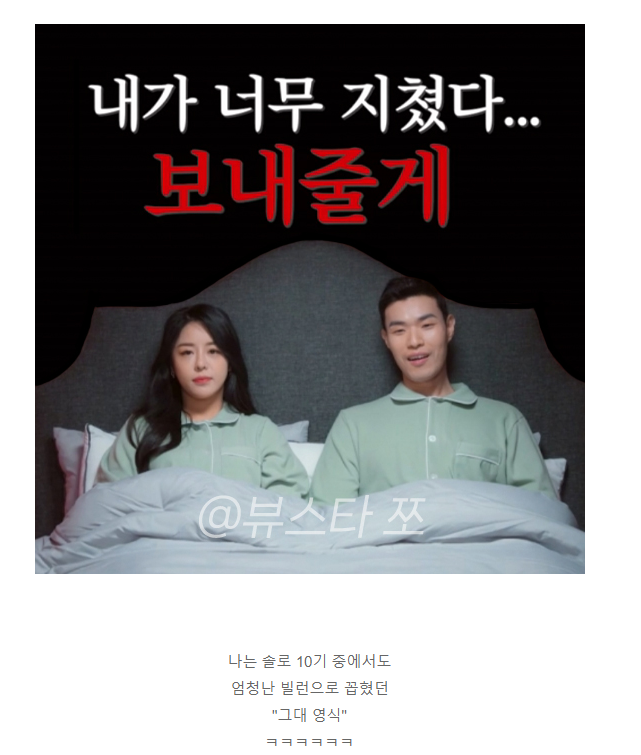 내가 너무 지쳤다...
보내줄게
@뷰스타 쪼
나는 솔로 10기 중에서도
엄청난 빌런으로 꼽혔던
"그대 영식"
ㅋㅋㅋㅋㅋㅋ